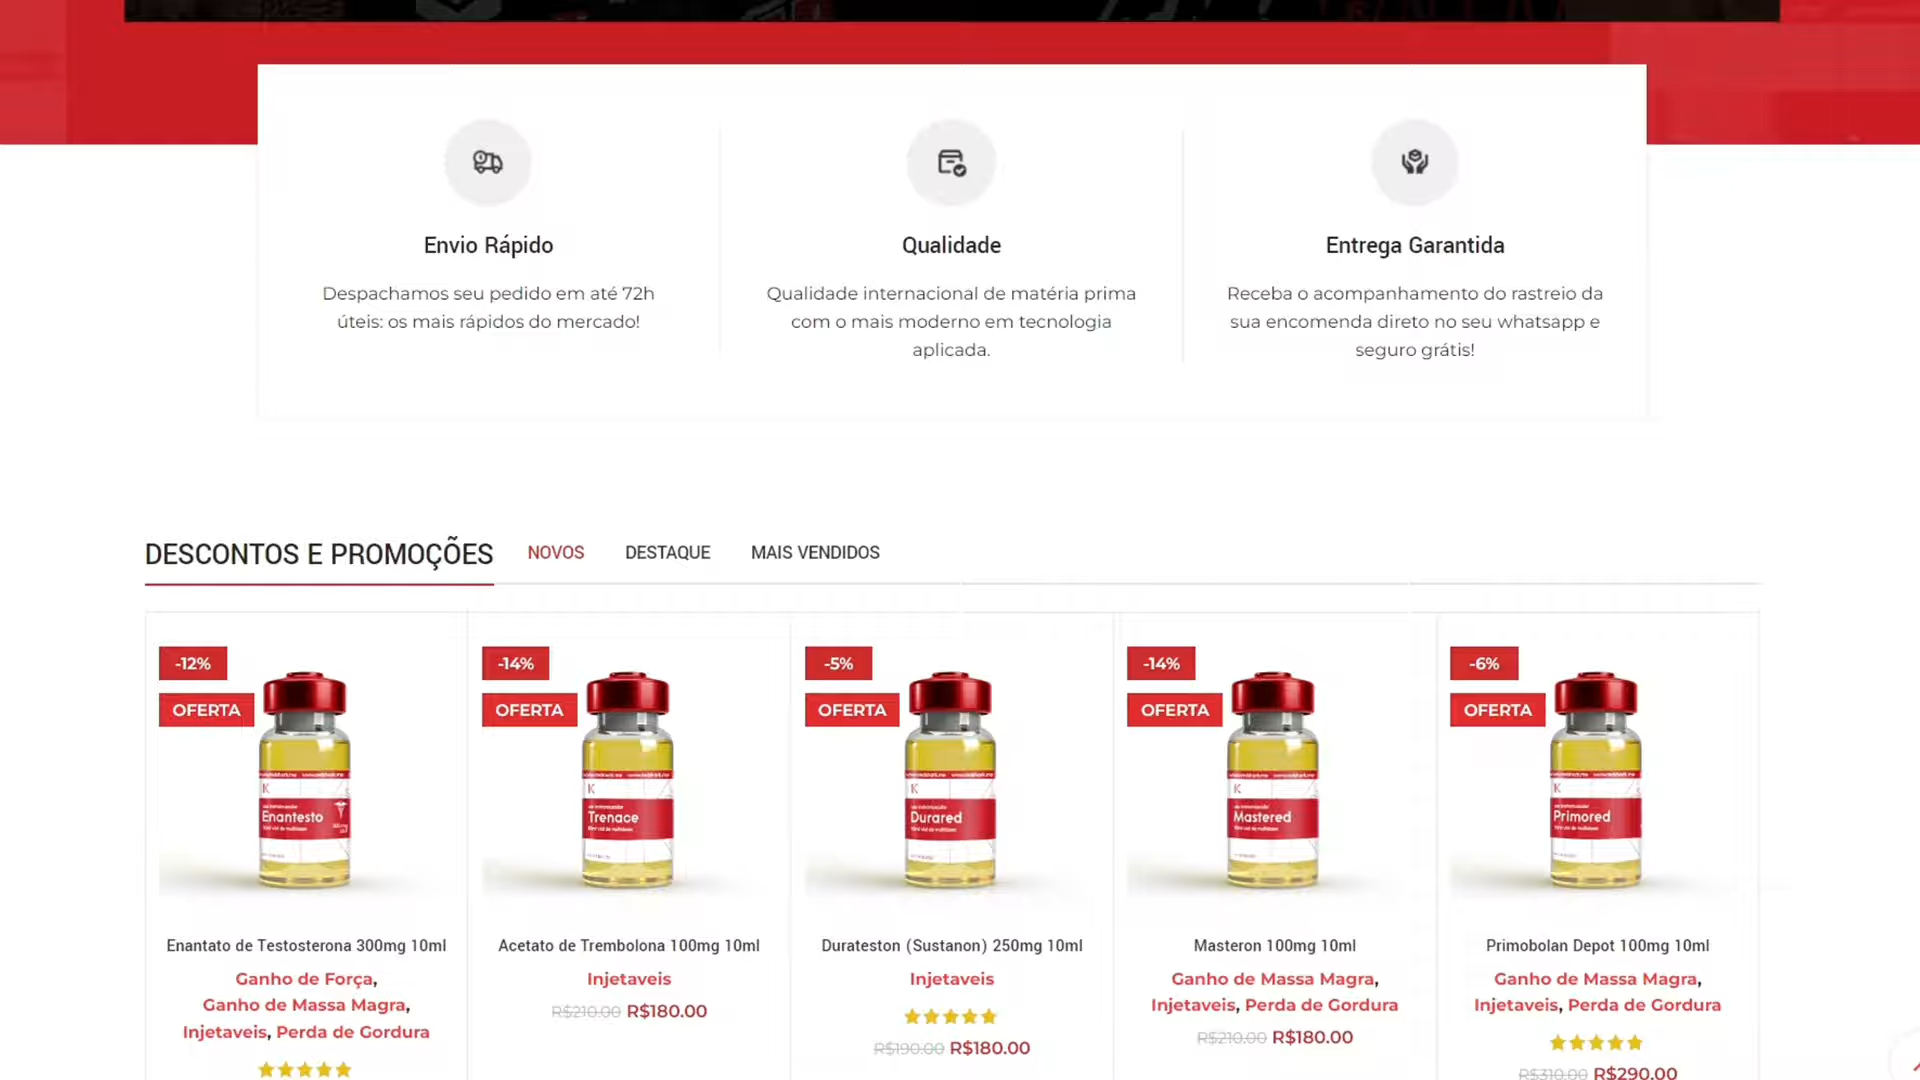 Envio Rápido
Despachamos seu pedido em até 72h
úteis: os mais rápidos do mercado!
Qualidade
Qualidade internacional de matéria prima
com o mais moderno em tecnologia
aplicada.
Entrega Garantida
Receba o acompanhamento do rastreio da
sua encomenda direto no seu whatsapp e
seguro grátis!
DESCONTOS E PROMOÇÕES
NOVOS
DESTAQUE
MAIS VENDIDOS
-12%
OFERTA
K
Enantesto
Enantato de Testosterona 300mg 10ml
Ganho de Força,
Ganho de Massa Magra,
Injetaveis, Perda de Gordura
-14%
OFERTA
K
Trenace
Acetato de Trembolona 100mg 10ml
Injetaveis
R$210.00 R$180.00
-5%
OFERTA
K
Durared
Durateston (Sustanon) 250mg 10ml
Injetaveis
R$190.00 R$180.00
-14%
OFERTA
K
Mastered
Masteron 100mg 10ml
Ganho de Massa Magra,
Injetaveis, Perda de Gordura
R$210.00 R$180.00
-6%
OFERTA
K
Primored
Primobolan Depot 100mg 10ml
Ganho de Massa Magra,
Injetaveis, Perda de Gordura
R$310.00 R$290.00